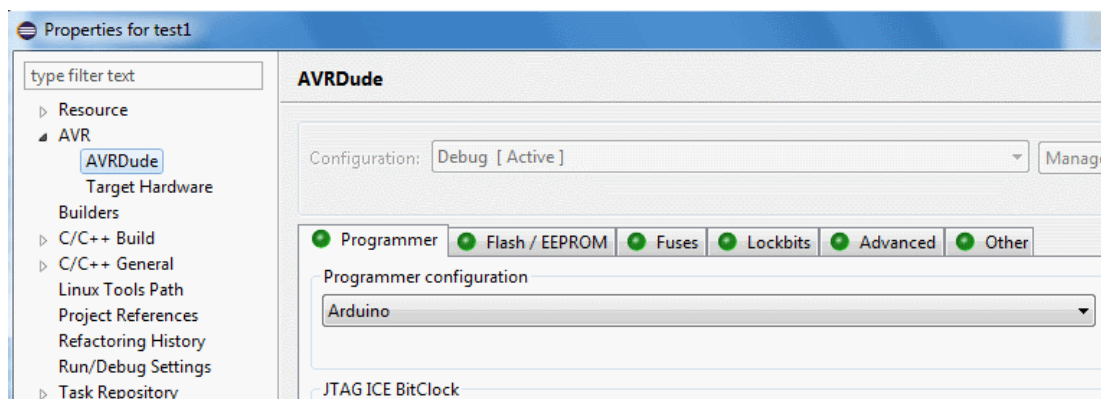 Properties for test1
type filter text
Resource
AVR
AVRDude
Target Hardware
Builders
C/C++ Build
C/C++ General
Linux Tools Path
Project References
Refactoring History
Run/Debug Settings
Task Repository
AVRDude
Configuration: Debug [ Active ] Manag
Programmer Flash / EEPROM Fuses Lockbits Advanced Other
Programmer configuration
Arduino
JTAG ICE BitClock